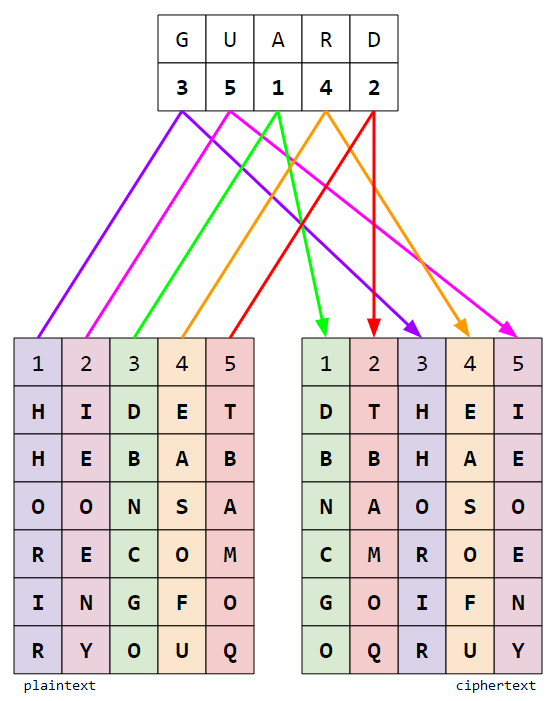 G U A R D
3 5 1 4 2
1 2 3 4 5 1 2 3 4 5
H I D E T D T H E I
H E B A B B B H A E
O O N S A N A O S O
R E C O M C M R O E
I N G F O G O I F N
R Y O U Q O Q R U Y
plaintext ciphertext